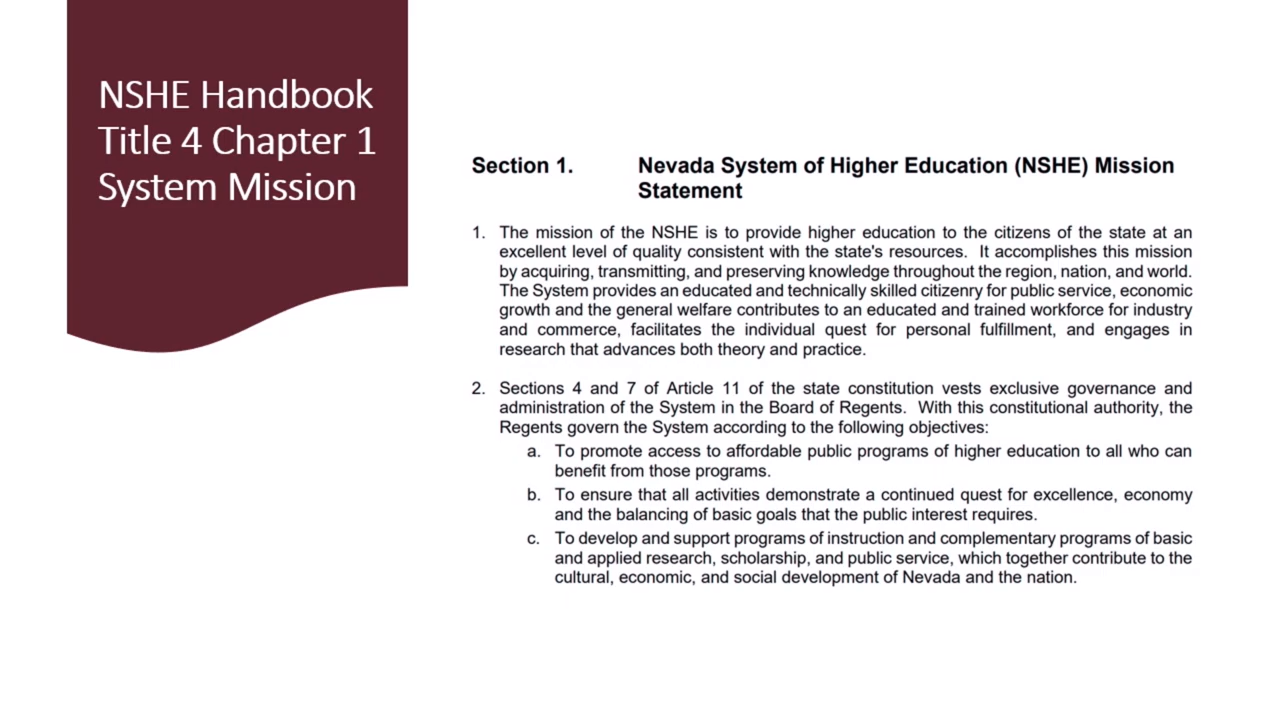 NSHE Handbook
Title 4 Chapter 1
System Mission
Section 1. Nevada System of Higher Education (NSHE) Mission
Statement
1. The mission of the NSHE is to provide higher education to the citizens of the state at an
excellent level of quality consistent with the state's resources. It accomplishes this mission
by acquiring, transmitting, and preserving knowledge throughout the region, nation, and world.
The System provides an educated and technically skilled citizenry for public service, economic
growth and the general welfare contributes to an educated and trained workforce for industry
and commerce, facilitates the individual quest for personal fulfillment, and engages in
research that advances both theory and practice.
2. Sections 4 and 7 of Article 11 of the state constitution vests exclusive governance and
administration of the System in the Board of Regents. With this constitutional authority, the
Regents govern the System according to the following objectives:
a. To promote access to affordable public programs of higher education to all who can
benefit from those programs.
b. To ensure that all activities demonstrate a continued quest for excellence, economy
and the balancing of basic goals that the public interest requires.
c. To develop and support programs of instruction and complementary programs of basic
and applied research, scholarship, and public service, which together contribute to the
cultural, economic, and social development of Nevada and the nation.